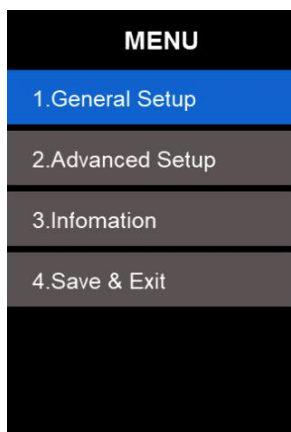 MENU
1.General Setup
2.Advanced Setup
3.Infomation
4.Save & Exit